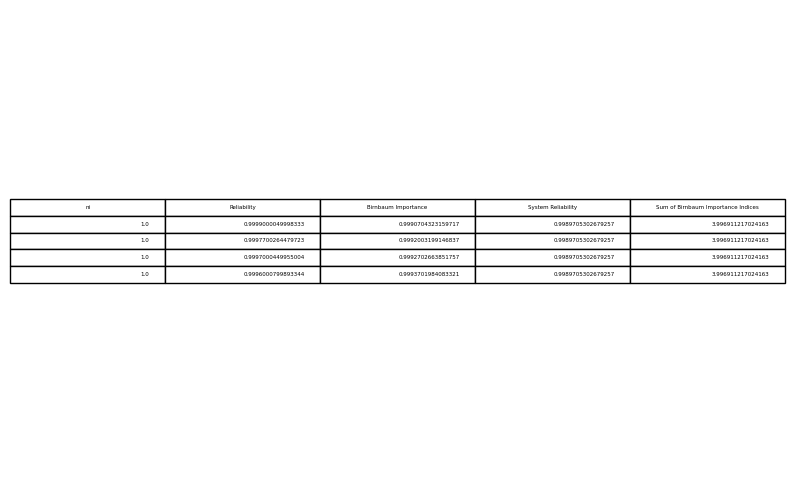 ni Reliability Birnbaum Importance System Reliability Sum of Birnbaum Importance Indices
1.0 0.9999000049998333 0.9990704323159717 0.9989705302679257 3.996911217024163
1.0 0.9997700264479723 0.9992003199146837 0.9989705302679257 3.996911217024163
1.0 0.9997000449955004 0.9992702663851757 0.9989705302679257 3.996911217024163
1.0 0.9996000799893344 0.9993701984083321 0.9989705302679257 3.996911217024163